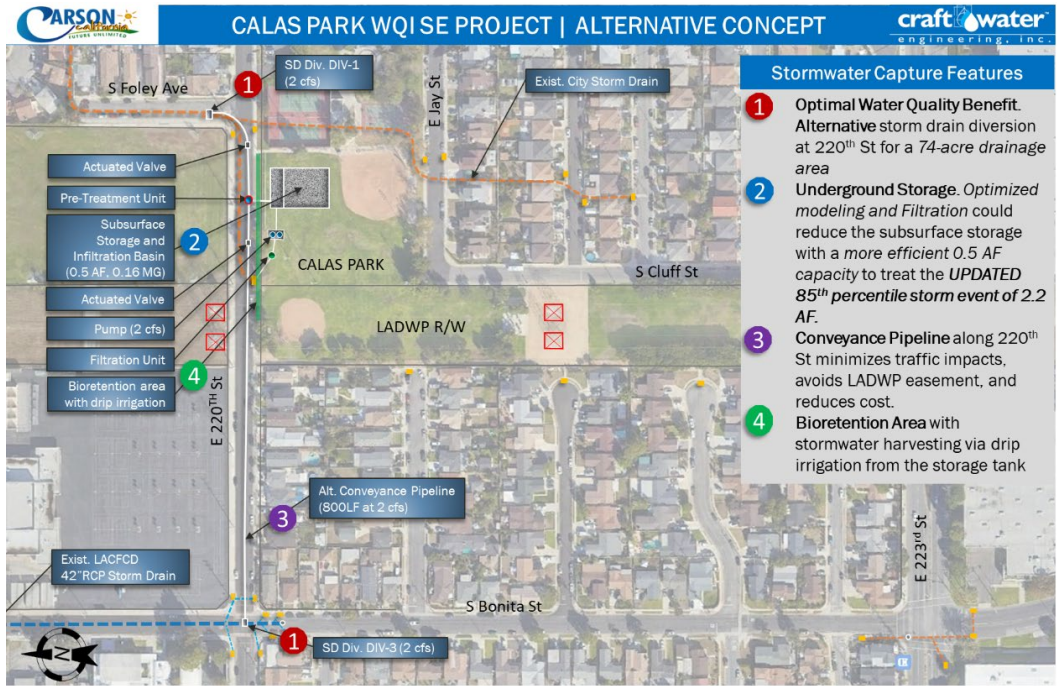 CARSON
California
FUTURE UNLIMITED
CALAS PARK WQI SE PROJECT | ALTERNATIVE CONCEPT
craft water
engineering, inc.
S Foley Ave
1
SD Div. DIV-1
(2 cfs)
E Jay St
Exist. City Storm Drain
Actuated Valve
Pre-Treatment Unit
Subsurface
Storage and
Infiltration Basin
(0.5 AF, 0.16 MG)
2
Actuated Valve
Pump (2 cfs)
Filtration Unit
Bioretention area
with drip irrigation
4
CALAS PARK
S Cluff St
LADWP R/W
E 220TH St
3
Alt. Conveyance Pipeline
(800LF at 2 cfs)
Exist. LACFCD
42"RCP Storm Drain
S Bonita St
E 223rd St
1
SD Div. DIV-3 (2 cfs)
N
Stormwater Capture Features
1
Optimal Water Quality Benefit.
Alternative storm drain diversion
at 220th St for a 74-acre drainage
area
2
Underground Storage. Optimized
modeling and Filtration could
reduce the subsurface storage
with a more efficient 0.5 AF
capacity to treat the UPDATED
85th percentile storm event of 2.2
AF.
3
Conveyance Pipeline along 220th
St minimizes traffic impacts,
avoids LADWP easement, and
reduces cost.
4
Bioretention Area with
stormwater harvesting via drip
irrigation from the storage tank